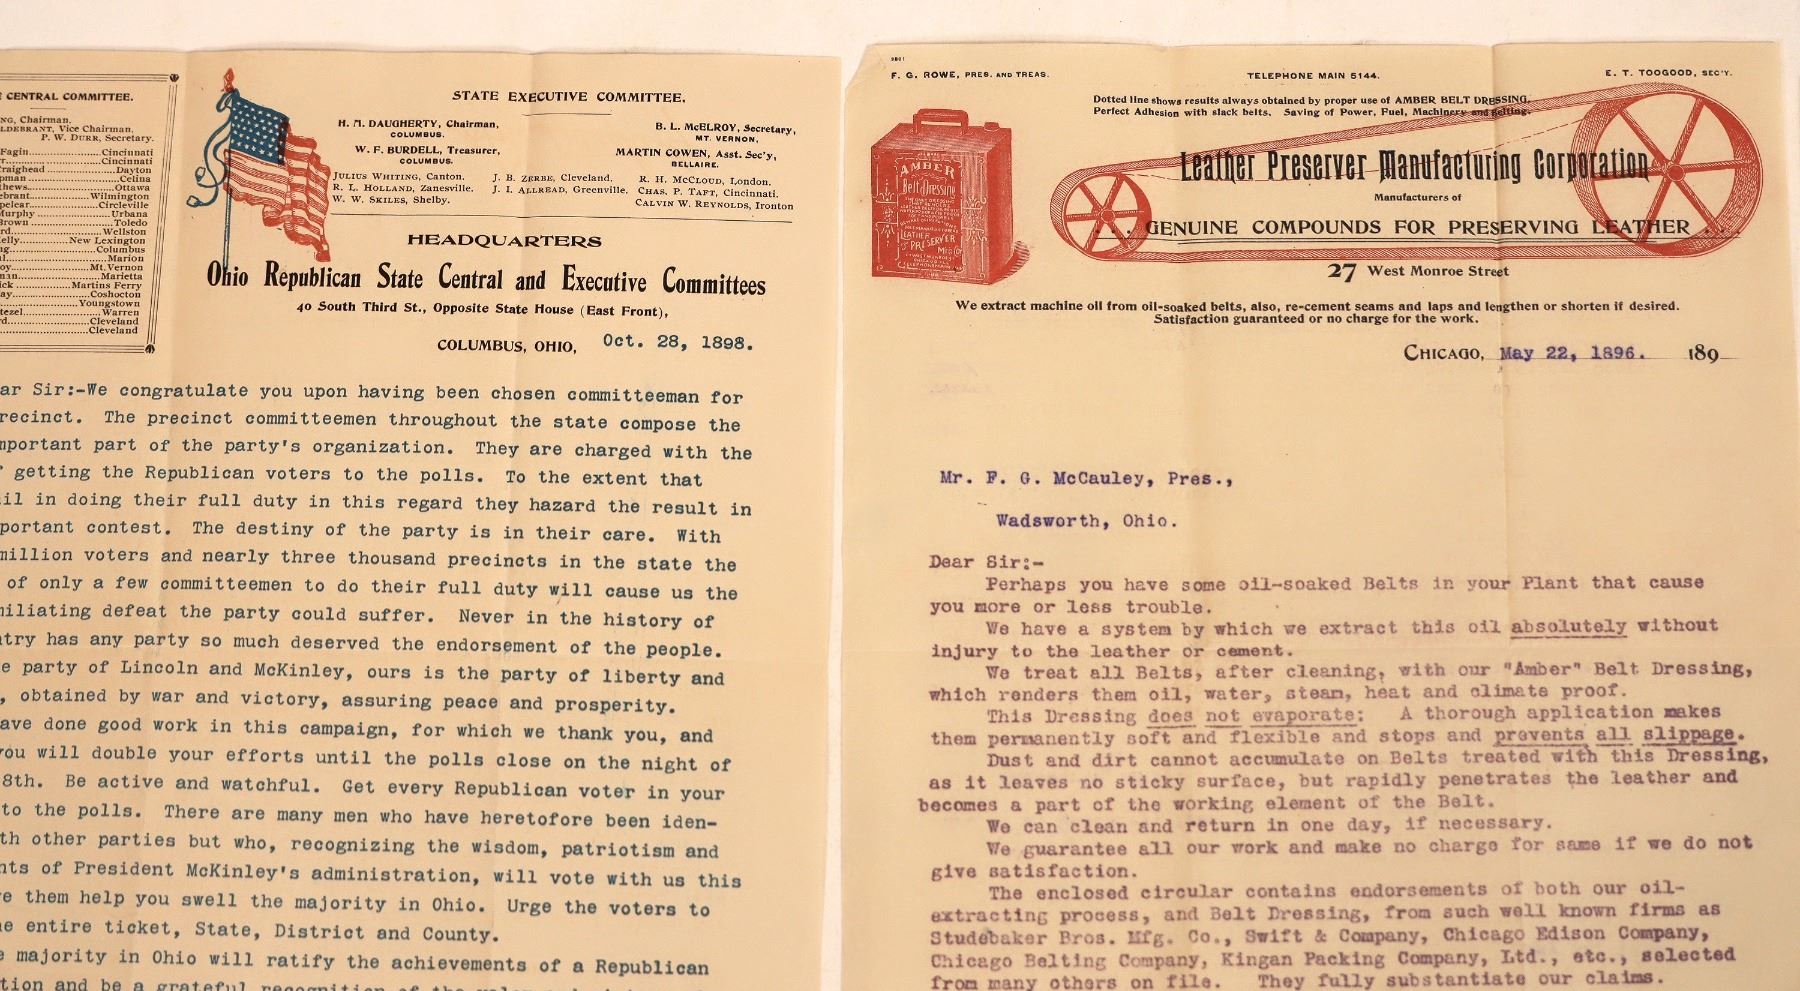 CENTRAL COMMITTEE.
Chairman.
Vice Chairman.
P. W. DURR, Secretary.
Fagin Cincinnati
Cincinnati
Dayton
Celina
Ottawa
Wilmington
Circleville
Murphy Urbana
Brown Toledo
Wellston
New Lexington
Columbus
Marion
Mt. Vernon
Marietta
Martins Ferry
Coshocton
Youngstown
Warren
Cleveland
Cleveland
STATE EXECUTIVE COMMITTEE,
H. M. DAUGHERTY, Chairman,
COLUMBUS.
W. F. BURDELL, Treasurer,
COLUMBUS.
B. L. McELROY, Secretary,
MT. VERNON,
MARTIN COWEN, Asst. Sec'y,
BELLAIRE.
JULIUS WHITING, Canton.
R. L. HOLLAND, Zanesville.
W. W. SKILES, Shelby.
J. B. ZERBE, Cleveland.
J. I. ALLREAD, Greenville.
R. H. McCLOUD, London.
CHAS. P. TAFT, Cincinnati.
CALVIN W. REYNOLDS, Ironton
HEADQUARTERS
Ohio Republican State Central and Executive Committees
40 South Third St., Opposite State House (East Front),
COLUMBUS, OHIO, Oct. 28, 1898.
ar Sir:-We congratulate you upon having been chosen committeeman for
recinct. The precinct committeemen throughout the state compose the
mportant part of the party's organization. They are charged with the
getting the Republican voters to the polls. To the extent that
il in doing their full duty in this regard they hazard the result in
portant contest. The destiny of the party is in their care. With
million voters and nearly three thousand precincts in the state the
of only a few committeemen to do their full duty will cause us the
miliating defeat the party could suffer. Never in the history of
ntry has any party so much deserved the endorsement of the people.
e party of Lincoln and McKinley, ours is the party of liberty and
, obtained by war and victory, assuring peace and prosperity.
ave done good work in this campaign, for which we thank you, and
you will double your efforts until the polls close on the night of
8th. Be active and watchful. Get every Republican voter in your
to the polls. There are many men who have heretofore been iden-
th other parties but who, recognizing the wisdom, patriotism and
nts of President McKinley's administration, will vote with us this
ve them help you swell the majority in Ohio. Urge the voters to
he entire ticket, State, District and County.
e majority in Ohio will ratify the achievements of a Republican
tion and be a grateful recognition of the
F. G. ROWE, PRES. AND TREAS.
TELEPHONE MAIN 5144.
E. T. TOOGOOD, SEC'Y.
Dotted line shows results always obtained by proper use of AMBER BELT DRESSING.
Perfect Adhesion with slack belts. Saving of Power, Fuel, Machinery and Belting.
AMBER
Belt Dressing
LEATHER
PRESERVER
Leather Preserver Manufacturing Corporation
Manufacturers of
... GENUINE COMPOUNDS FOR PRESERVING LEATHER ...
27 West Monroe Street
We extract machine oil from oil-soaked belts, also, re-cement seams and laps and lengthen or shorten if desired.
Satisfaction guaranteed or no charge for the work.
CHICAGO, May 22, 1896. 189
Mr. F. G. McCauley, Pres.,
Wadsworth, Ohio.
Dear Sir:-
Perhaps you have some oil-soaked Belts in your Plant that cause
you more or less trouble.
We have a system by which we extract this oil absolutely without
injury to the leather or cement.
We treat all Belts, after cleaning, with our "Amber" Belt Dressing,
which renders them oil, water, steam, heat and climate proof.
This Dressing does not evaporate: A thorough application makes
them permanently soft and flexible and stops and prevents all slippage.
Dust and dirt cannot accumulate on Belts treated with this Dressing,
as it leaves no sticky surface, but rapidly penetrates the leather and
becomes a part of the working element of the Belt.
We can clean and return in one day, if necessary.
We guarantee all our work and make no charge for same if we do not
give satisfaction.
The enclosed circular contains endorsements of both our oil-
extracting process, and Belt Dressing, from such well known firms as
Studebaker Bros. Mfg. Co., Swift & Company, Chicago Edison Company,
Chicago Belting Company, Kingan Packing Company, Ltd., etc., selected
from many others on file. They fully substantiate our claims.